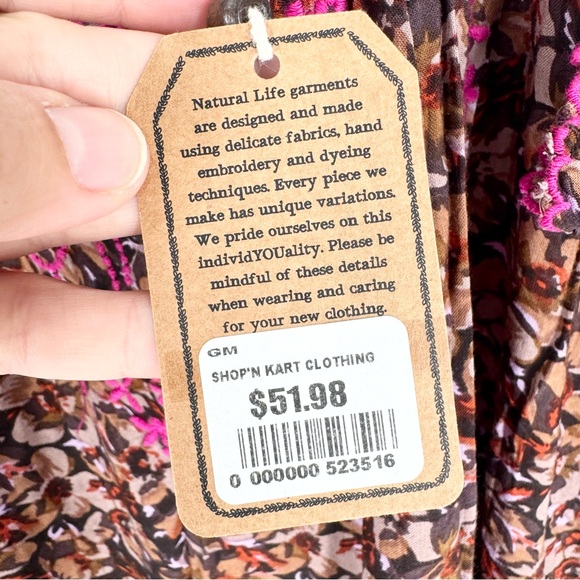 Natural Life garments
are designed and made
using delicate fabrics, hand
embroidery and dyeing
techniques. Every piece we
make has unique variations.
We pride ourselves on this
individYOUality. Please be
mindful of these details
when wearing and caring
for your new clothing.
GM
SHOP'N KART CLOTHING
$51.98
0 000000 523516